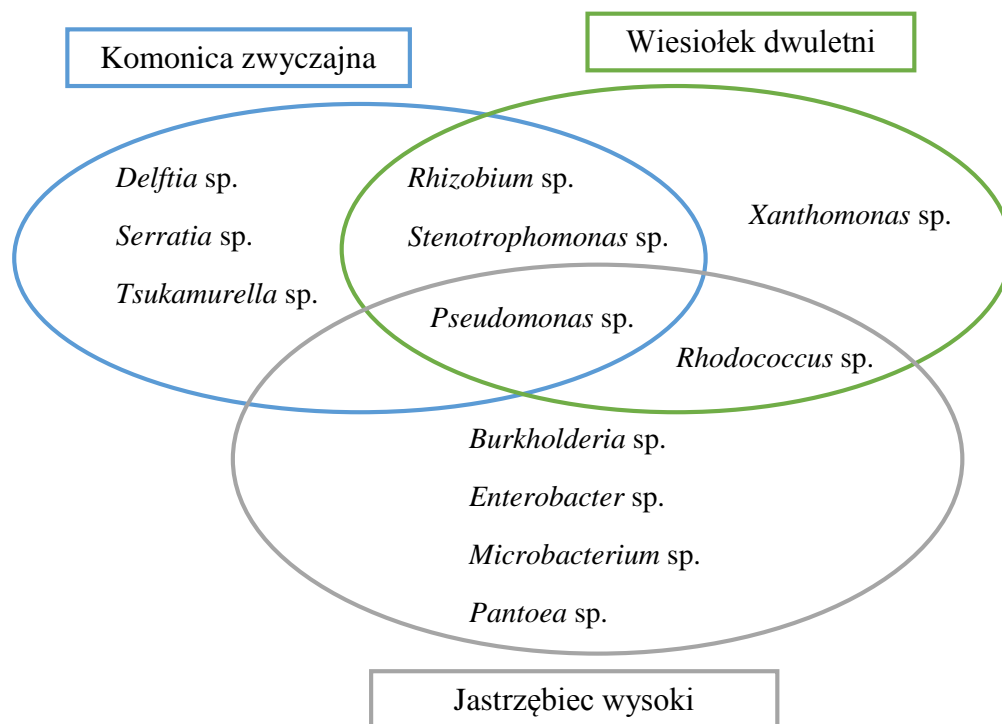 Komonica zwyczajna
Wiesiołek dwuletni
Delftia sp.
Serratia sp.
Tsukamurella sp.
Rhizobium sp.
Stenotrophomonas sp.
Xanthomonas sp.
Pseudomonas sp.
Rhodococcus sp.
Burkholderia sp.
Enterobacter sp.
Microbacterium sp.
Pantoea sp.
Jastrzębiec wysoki